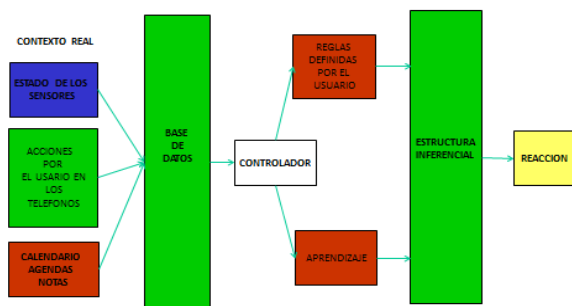 CONTEXTO REAL
ESTADO DE LOS
SENSORES
ACCIONES
POR
EL USARIO EN
LOS
TELEFONOS
CALENDARIO
AGENDAS
NOTAS
BASE
DE
DATOS
CONTROLADOR
REGLAS
DEFINIDAS
POR EL
USUARIO
APRENDIZAJE
ESTRUCTURA
INFERENCIAL
REACCION